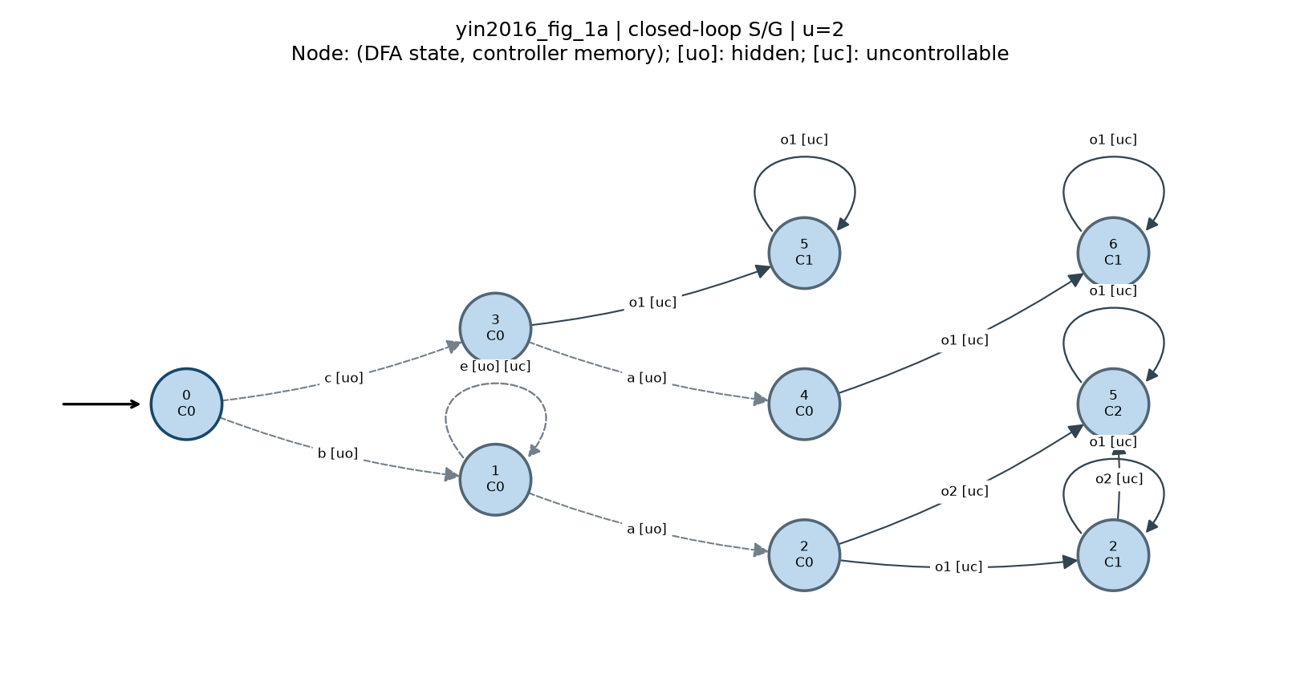 yin2016_fig_1a | closed-loop S/G | u=2
Node: (DFA state, controller memory); [uo]: hidden; [uc]: uncontrollable
o1 [uc]
o1 [uc]
5
C1
6
C1
o1 [uc]
o1 [uc]
3
C0
o1 [uc]
e [uo] [uc]
c [uo]
a [uo]
0
C0
4
C0
5
C2
o1 [uc]
b [uo]
1
C0
o2 [uc]
o2 [uc]
a [uo]
2
C0
o1 [uc]
2
C1